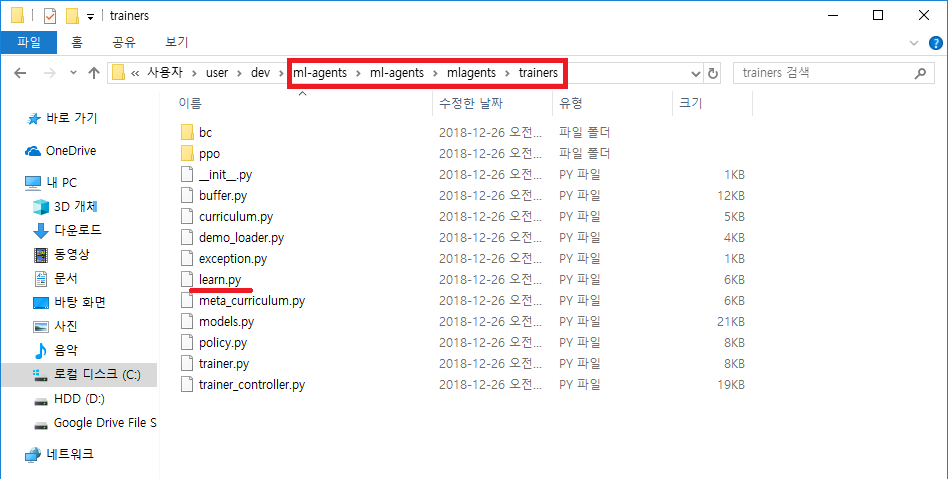 trainers
파일 홈 공유 보기
« 사용자 > user > dev > ml-agents > ml-agents > mlagents > trainers
trainers 검색
이름 수정한 날짜 유형 크기
바로 가기
OneDrive
내 PC
3D 개체
다운로드
동영상
문서
바탕 화면
사진
음악
로컬 디스크 (C:)
HDD (D:)
Google Drive File S
네트워크
bc 2018-12-26 오전... 파일 폴더
ppo 2018-12-26 오전... 파일 폴더
__init__.py 2018-12-26 오전... PY 파일 1KB
buffer.py 2018-12-26 오전... PY 파일 12KB
curriculum.py 2018-12-26 오전... PY 파일 5KB
demo_loader.py 2018-12-26 오전... PY 파일 4KB
exception.py 2018-12-26 오전... PY 파일 1KB
learn.py 2018-12-26 오전... PY 파일 6KB
meta_curriculum.py 2018-12-26 오전... PY 파일 6KB
models.py 2018-12-26 오전... PY 파일 21KB
policy.py 2018-12-26 오전... PY 파일 8KB
trainer.py 2018-12-26 오전... PY 파일 8KB
trainer_controller.py 2018-12-26 오전... PY 파일 19KB